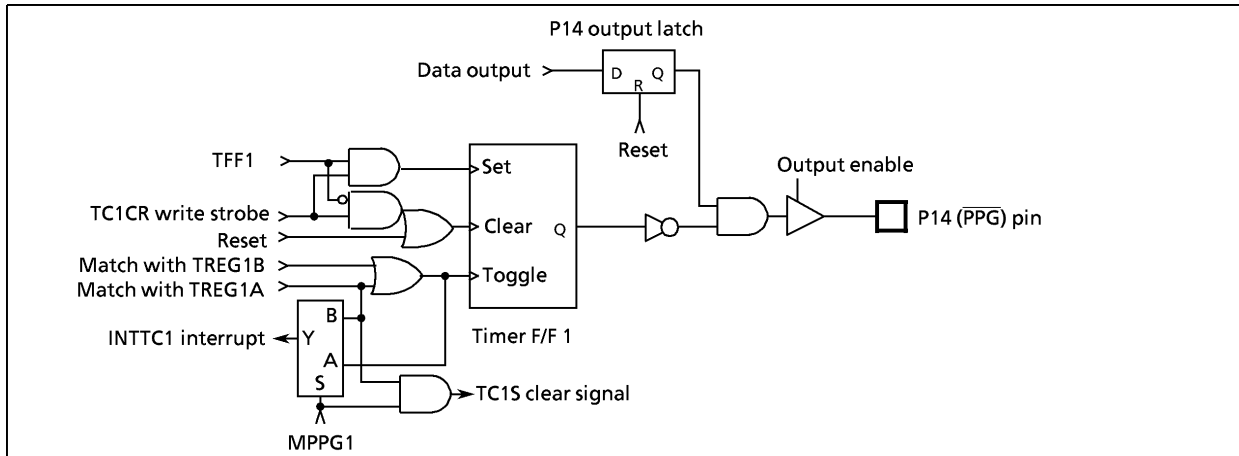 P14 output latch
Data output
D Q
R
Reset
Output enable
TFF1
Set
TC1CR write strobe
Clear
Q
P14 (P̅P̅G̅) pin
Reset
Match with TREG1B
Toggle
Match with TREG1A
B
INTTC1 interrupt
Y
Timer F/F 1
A
S
TC1S clear signal
MPPG1